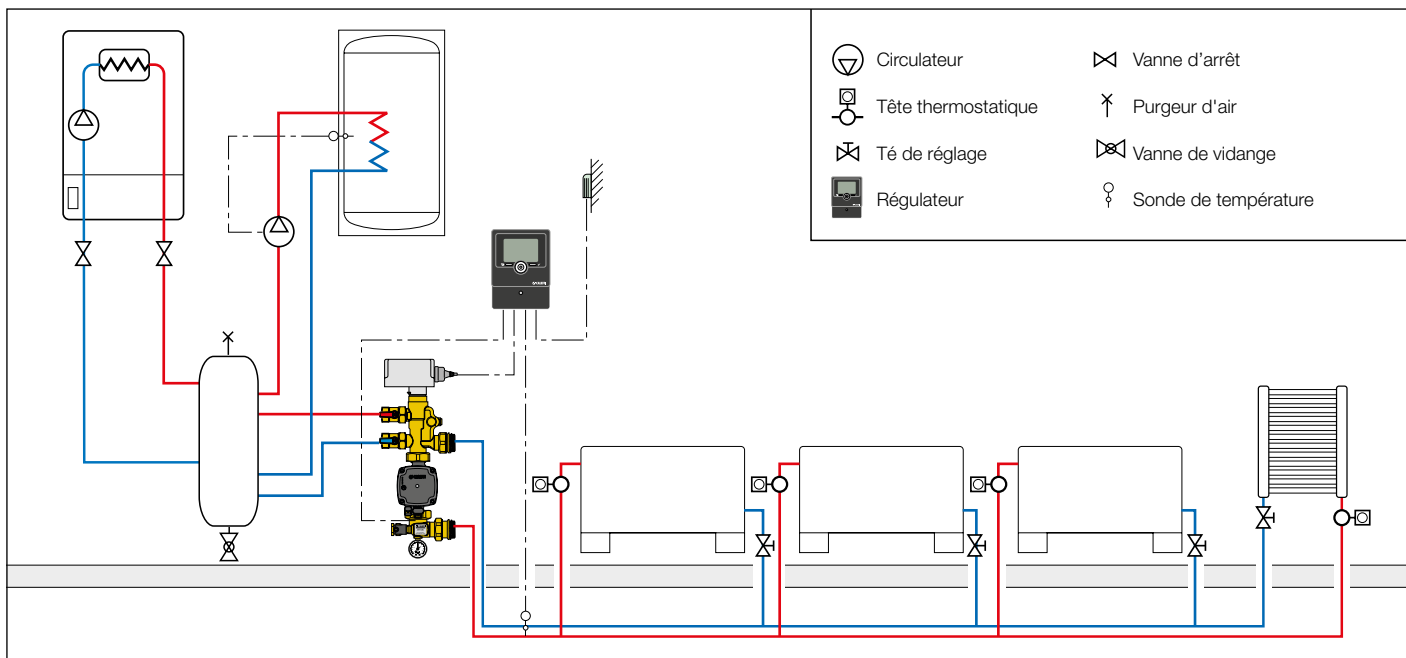 Circulateur
Vanne d'arrêt
Tête thermostatique
Purgeur d'air
Té de réglage
Vanne de vidange
Régulateur
Sonde de température